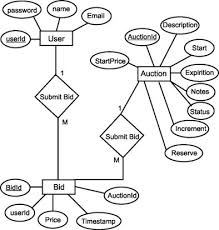 password
name
Email
userId
User
Description
AuctionId
Start
StartPrice
Auction
Expirition
Notes
Status
Increment
Reserve
1
Submit Bid
M
1
Submit Bid
M
Bid
BidId
userId
Price
Timestamp
AuctionId